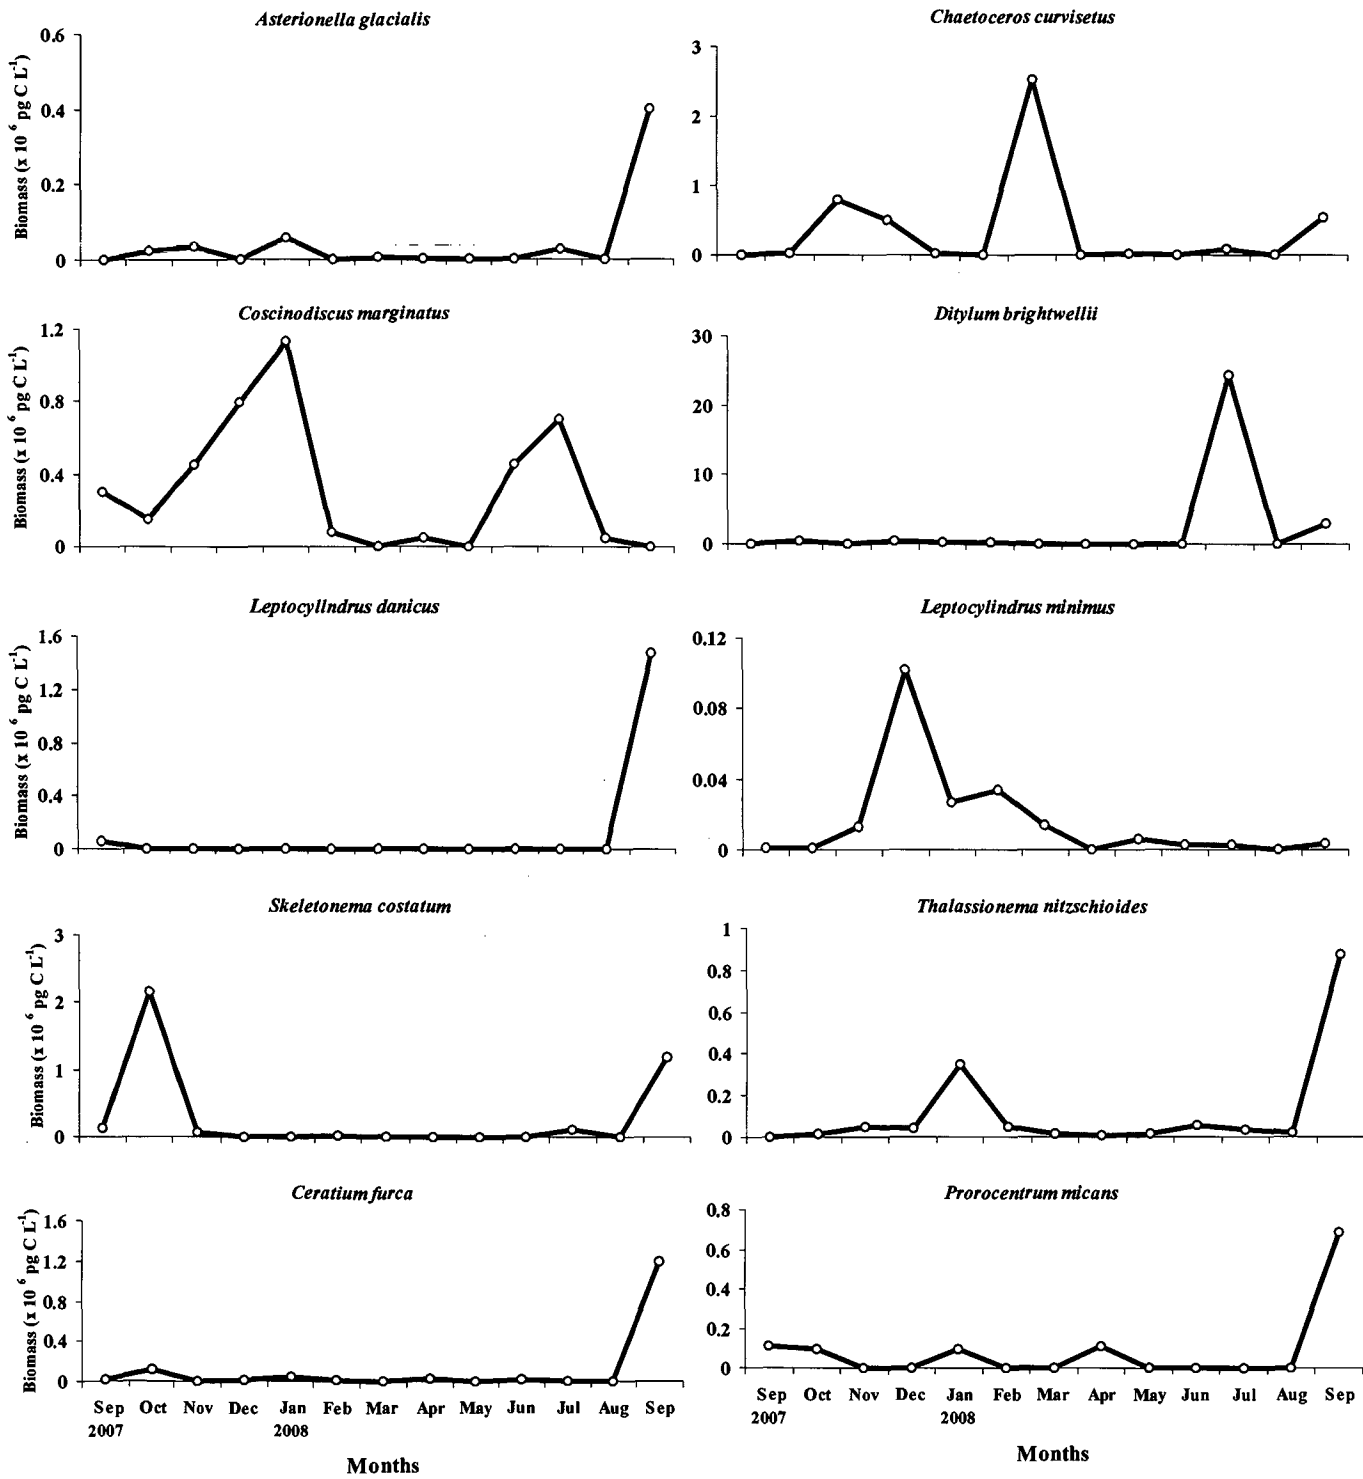 Asterionella glacialis
Biomass (x 10 6 pg C L-1)
0.6
0.4
0.2
0
Chaetoceros curvisetus
3
2
1
0
Coscinodiscus marginatus
Biomass (x 10 6 pg C L-1)
1.2
0.8
0.4
0
Ditylum brightwellii
30
20
10
0
Leptocylindrus danicus
Biomass (x 10 6 pg C L-1)
1.6
1.2
0.8
0.4
0
Leptocylindrus minimus
0.12
0.08
0.04
0
Skeletonema costatum
Biomass (x 10 6 pg C L-1)
3
2
1
0
Thalassionema nitzschioides
1
0.8
0.6
0.4
0.2
0
Ceratium furca
Biomass (x 10 6 pg C L-1)
1.6
1.2
0.8
0.4
0
Sep Oct Nov Dec Jan Feb Mar Apr May Jun Jul Aug Sep
2007 2008
Months
Prorocentrum micans
0.8
0.6
0.4
0.2
0
Sep Oct Nov Dec Jan Feb Mar Apr May Jun Jul Aug Sep
2007 2008
Months